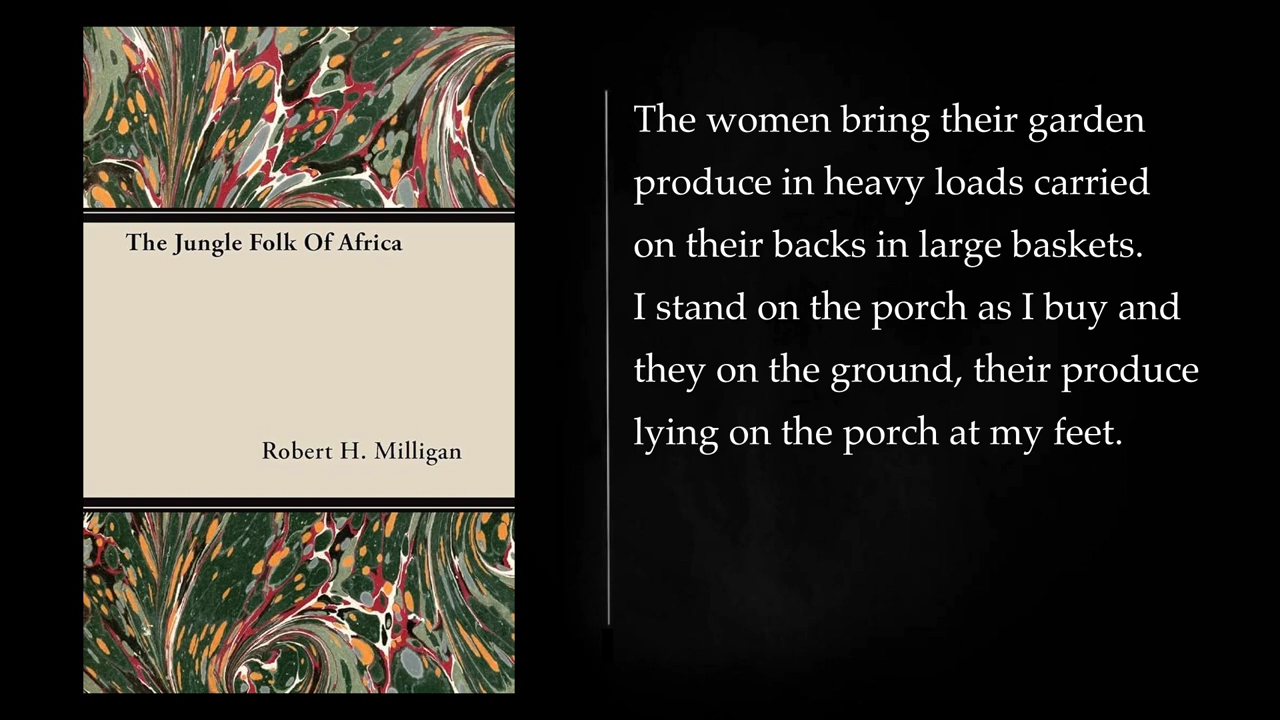 The Jungle Folk Of Africa
Robert H. Milligan
The women bring their garden
produce in heavy loads carried
on their backs in large baskets.
I stand on the porch as I buy and
they on the ground, their produce
lying on the porch at my feet.